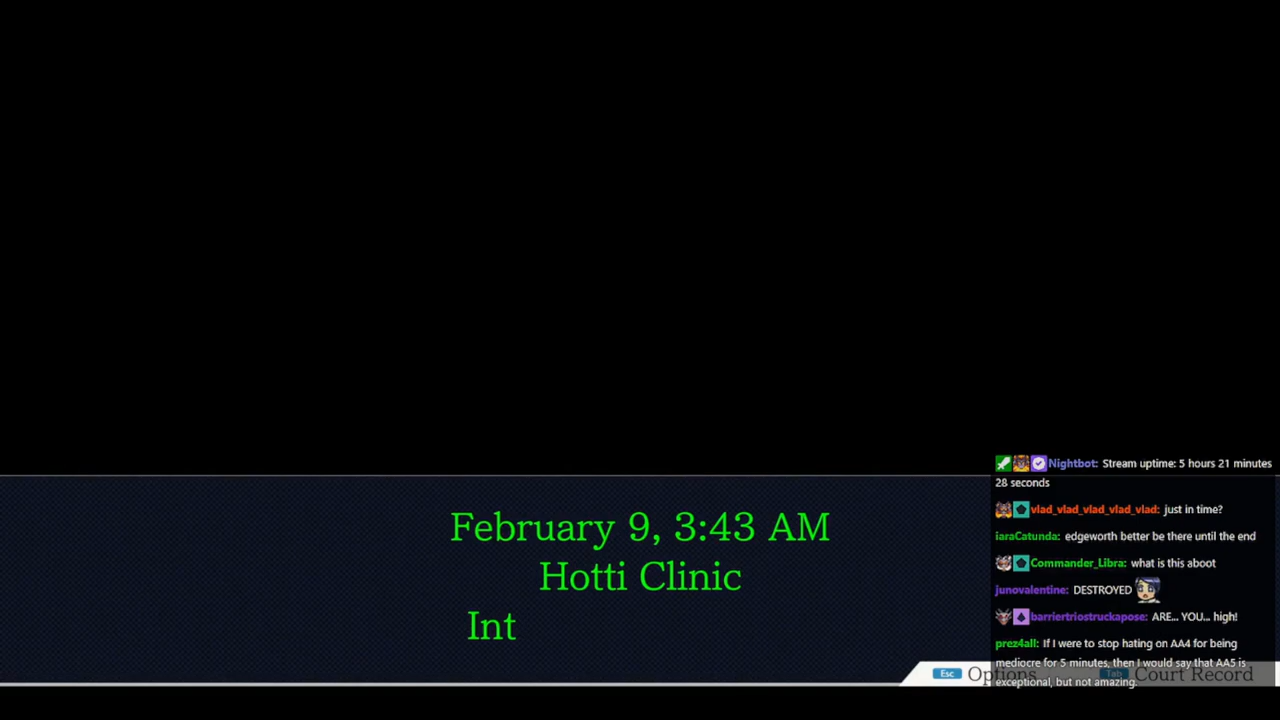 February 9, 3:43 AM
Hotti Clinic
Int
Nightbot: Stream uptime: 5 hours 21 minutes
28 seconds
vlad_vlad_vlad_vlad_vlad: just in time?
iaraCatunda: edgeworth better be there until the end
Commander_Libra: what is this aboot
junovalentine: DESTROYED
barriertriostruckapose: ARE... YOU... high!
prez4all: If I were to stop hating on AA4 for being
mediocre for 5 minutes, then I would say that AA5 is
exceptional, but not amazing.
Esc Options Tab Court Record